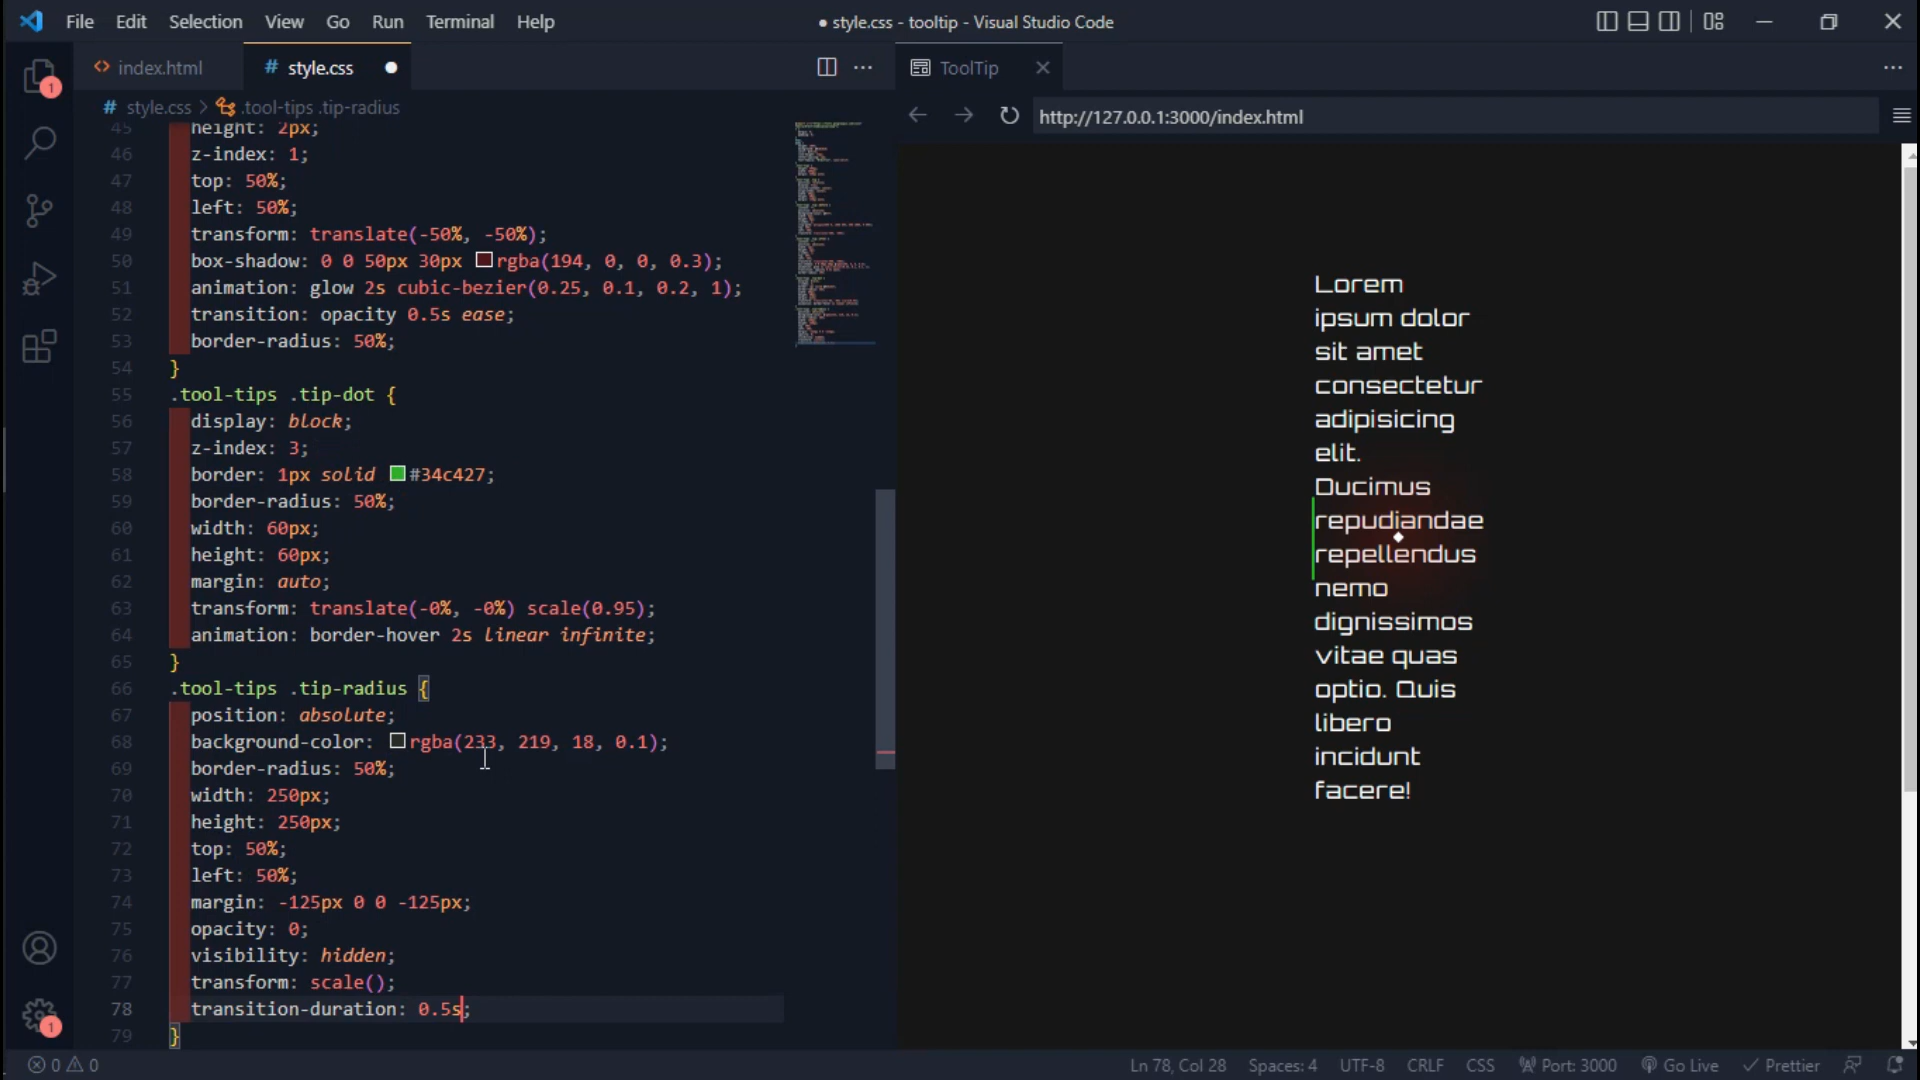 File Edit Selection View Go Run Terminal Help
● style.css - tooltip - Visual Studio Code
index.html
# style.css
ToolTip
# style.css > .tool-tips .tip-radius
http://127.0.0.1:3000/index.html
45 height: 2px;
46 z-index: 1;
47 top: 50%;
48 left: 50%;
49 transform: translate(-50%, -50%);
50 box-shadow: 0 0 50px 30px rgba(194, 0, 0, 0.3);
51 animation: glow 2s cubic-bezier(0.25, 0.1, 0.2, 1);
52 transition: opacity 0.5s ease;
53 border-radius: 50%;
54 }
55 .tool-tips .tip-dot {
56 display: block;
57 z-index: 3;
58 border: 1px solid #34c427;
59 border-radius: 50%;
60 width: 60px;
61 height: 60px;
62 margin: auto;
63 transform: translate(-0%, -0%) scale(0.95);
64 animation: border-hover 2s linear infinite;
65 }
66 .tool-tips .tip-radius {
67 position: absolute;
68 background-color: rgba(233, 219, 18, 0.1);
69 border-radius: 50%;
70 width: 250px;
71 height: 250px;
72 top: 50%;
73 left: 50%;
74 margin: -125px 0 0 -125px;
75 opacity: 0;
76 visibility: hidden;
77 transform: scale();
78 transition-duration: 0.5s;
79 }
Lorem
ipsum dolor
sit amet
consectetur
adipisicing
elit.
Ducimus
repudiandae
repellendus
nemo
dignissimos
vitae quas
optio. Quis
libero
incidunt
facere!
1
1
0 0
Ln 78, Col 28 Spaces: 4 UTF-8 CRLF CSS Port: 3000 Go Live Prettier